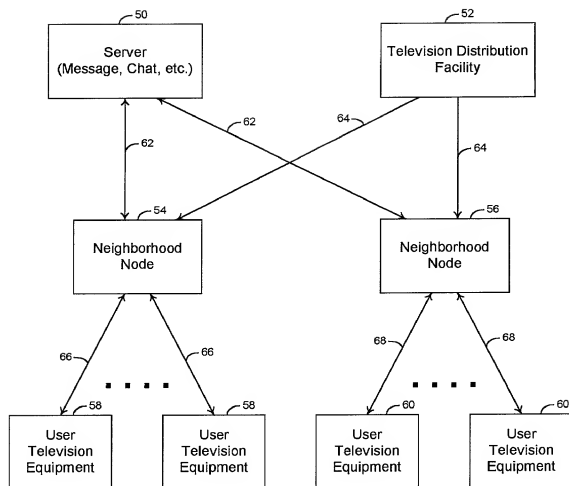 50
Server
(Message, Chat, etc.)
52
Television Distribution
Facility
62
62
64
64
54
Neighborhood
Node
56
Neighborhood
Node
66
66
68
68
58
User
Television
Equipment
58
User
Television
Equipment
60
User
Television
Equipment
60
User
Television
Equipment